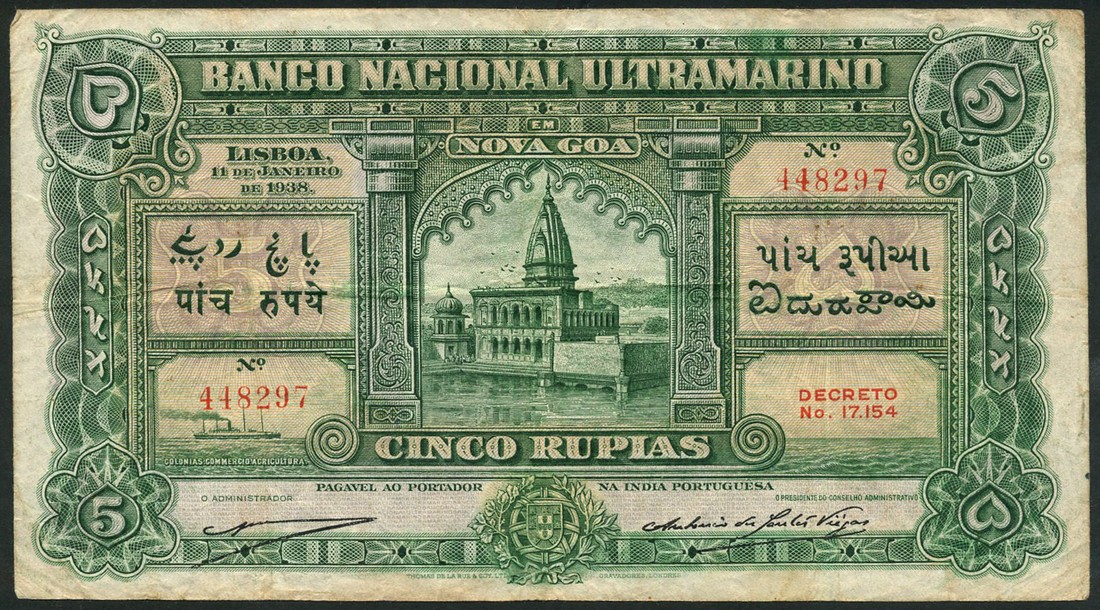 BANCO NACIONAL ULTRAMARINO
EM
NOVA GOA
LISBOA,
11 DE JANEIRO
DE 1938.
Nº
448297
پانچ روپیے
पांच रुपये
પાંચ રૂપીઆ
Nº
448297
DECRETO
No. 17.154
COLONIAS, COMMERCIO, AGRICULTURA.
CINCO RUPIAS
PAGAVEL AO PORTADOR NA INDIA PORTUGUESA
O ADMINISTRADOR
O PRESIDENTE DO CONSELHO ADMINISTRATIVO
5
THOMAS DE LA RUE & COY. LTD. GRAVADORES, LONDRES.